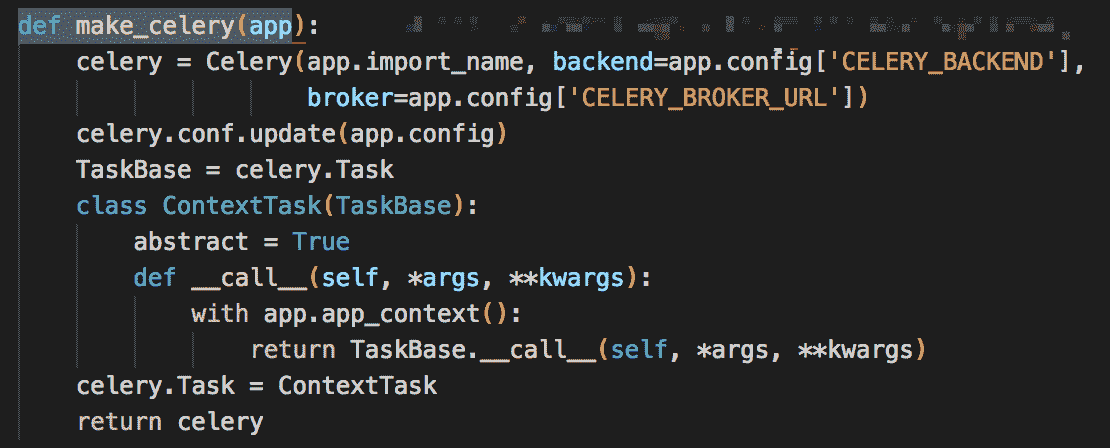 def make_celery(app):
    celery = Celery(app.import_name, backend=app.config['CELERY_BACKEND'],
                    broker=app.config['CELERY_BROKER_URL'])
    celery.conf.update(app.config)
    TaskBase = celery.Task
    class ContextTask(TaskBase):
        abstract = True
        def __call__(self, *args, **kwargs):
            with app.app_context():
                return TaskBase.__call__(self, *args, **kwargs)
    celery.Task = ContextTask
    return celery